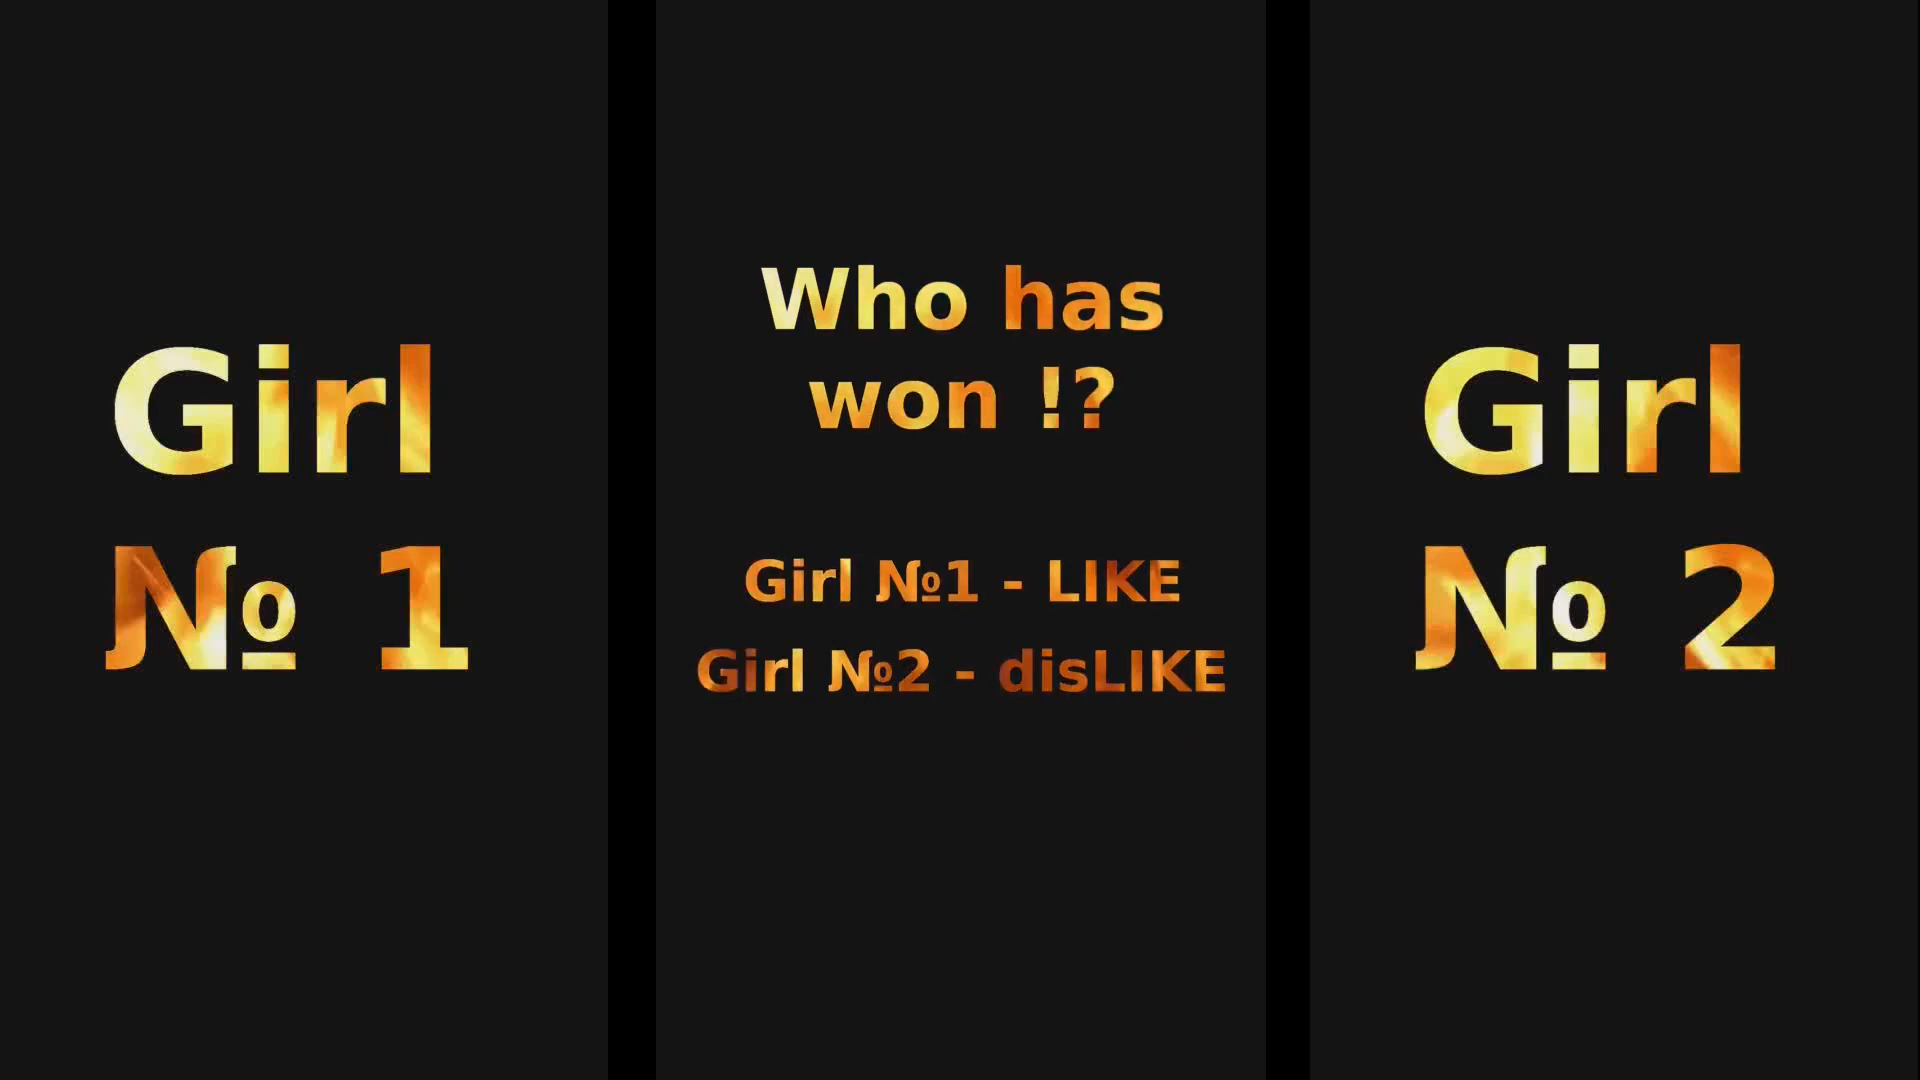 Girl
№ 1
Who has
won !?
Girl №1 - LIKE
Girl №2 - disLIKE
Girl
№ 2